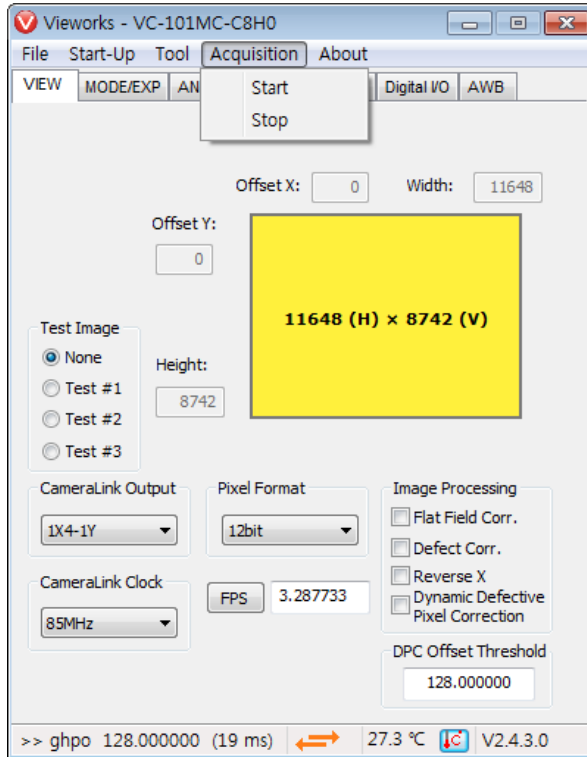 Vieworks - VC-101MC-C8H0
File Start-Up Tool Acquisition About
VIEW MODE/EXP AN Digital I/O AWB
Start
Stop
Offset X: 0 Width: 11648
Offset Y:
0
11648 (H) × 8742 (V)
Test Image
None
Test #1
Test #2
Test #3
Height:
8742
CameraLink Output
1X4-1Y
Pixel Format
12bit
Image Processing
Flat Field Corr.
Defect Corr.
Reverse X
Dynamic Defective
Pixel Correction
CameraLink Clock
85MHz
FPS 3.287733
DPC Offset Threshold
128.000000
>> ghpo 128.000000 (19 ms) 27.3 ℃ C V2.4.3.0